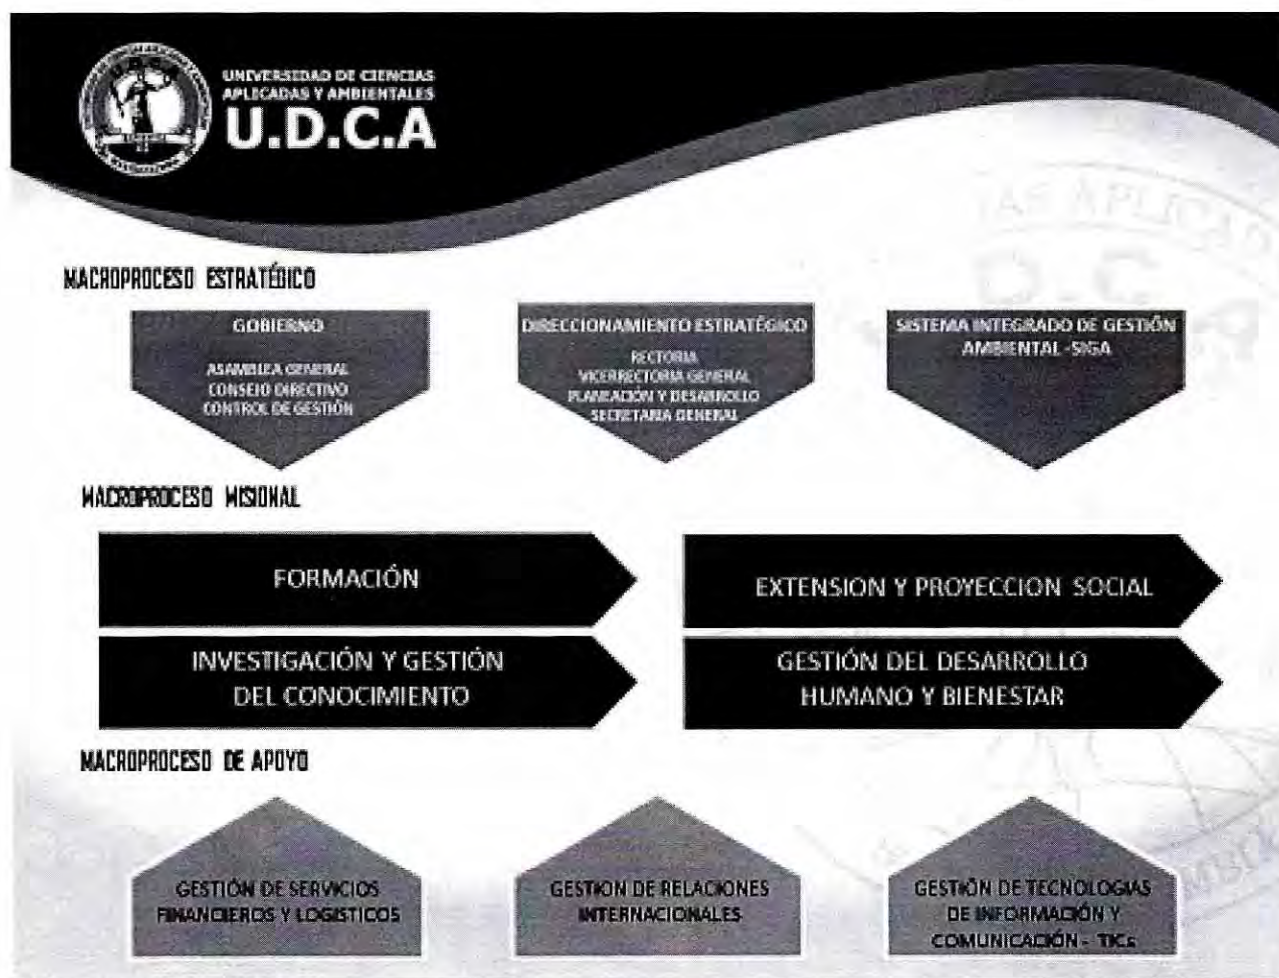 UNIVERSIDAD DE CIENCIAS
APLICADAS Y AMBIENTALES
U.D.C.A
MACROPROCESO ESTRATÉGICO
GOBIERNO
ASAMBLEA GENERAL
CONSEJO DIRECTIVO
CONTROL DE GESTIÓN
DIRECCIONAMIENTO ESTRATÉGICO
RECTORIA
VICERRECTORIA GENERAL
PLANEACIÓN Y DESARROLLO
SECRETARIA GENERAL
SISTEMA INTEGRADO DE GESTIÓN
AMBIENTAL -SIGA
MACROPROCESO MISIONAL
FORMACIÓN
EXTENSION Y PROYECCION SOCIAL
INVESTIGACIÓN Y GESTIÓN
DEL CONOCIMIENTO
GESTIÓN DEL DESARROLLO
HUMANO Y BIENESTAR
MACROPROCESO DE APOYO
GESTIÓN DE SERVICIOS
FINANCIEROS Y LOGISTICOS
GESTION DE RELACIONES
INTERNACIONALES
GESTIÓN DE TECNOLOGIAS
DE INFORMACIÓN Y
COMUNICACIÓN - TICs